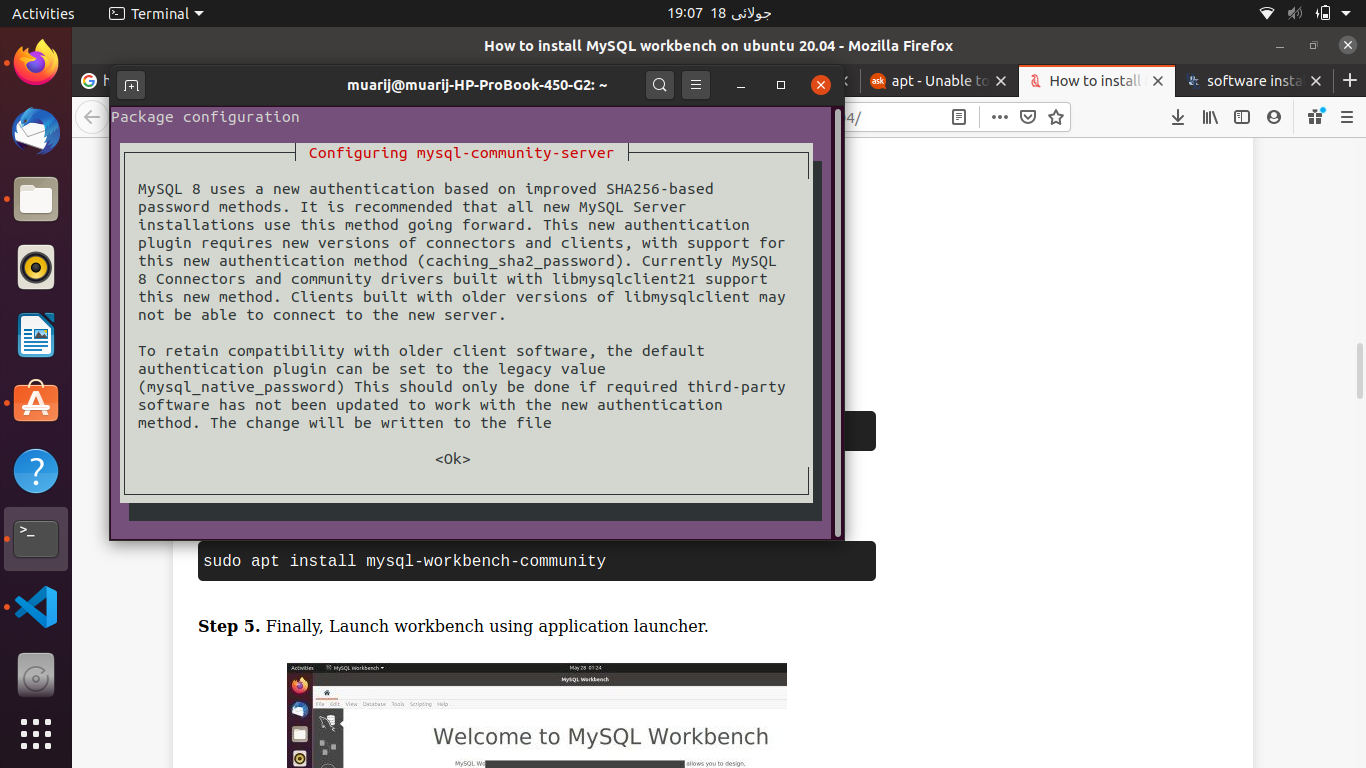 Activities
Terminal
19:07 18 جولائی
How to install MySQL workbench on ubuntu 20.04 - Mozilla Firefox
muarij@muarij-HP-ProBook-450-G2: ~
ask apt - Unable to
How to install
software insta
4/
Package configuration
Configuring mysql-community-server
MySQL 8 uses a new authentication based on improved SHA256-based
password methods. It is recommended that all new MySQL Server
installations use this method going forward. This new authentication
plugin requires new versions of connectors and clients, with support for
this new authentication method (caching_sha2_password). Currently MySQL
8 Connectors and community drivers built with libmysqlclient21 support
this new method. Clients built with older versions of libmysqlclient may
not be able to connect to the new server.
To retain compatibility with older client software, the default
authentication plugin can be set to the legacy value
(mysql_native_password) This should only be done if required third-party
software has not been updated to work with the new authentication
method. The change will be written to the file
<Ok>
sudo apt install mysql-workbench-community
Step 5. Finally, Launch workbench using application launcher.
Activities MySQL Workbench May 28 01:24
MySQL Workbench
File Edit View Database Tools Scripting Help
Welcome to MySQL Workbench
MySQL Wo allows you to design,